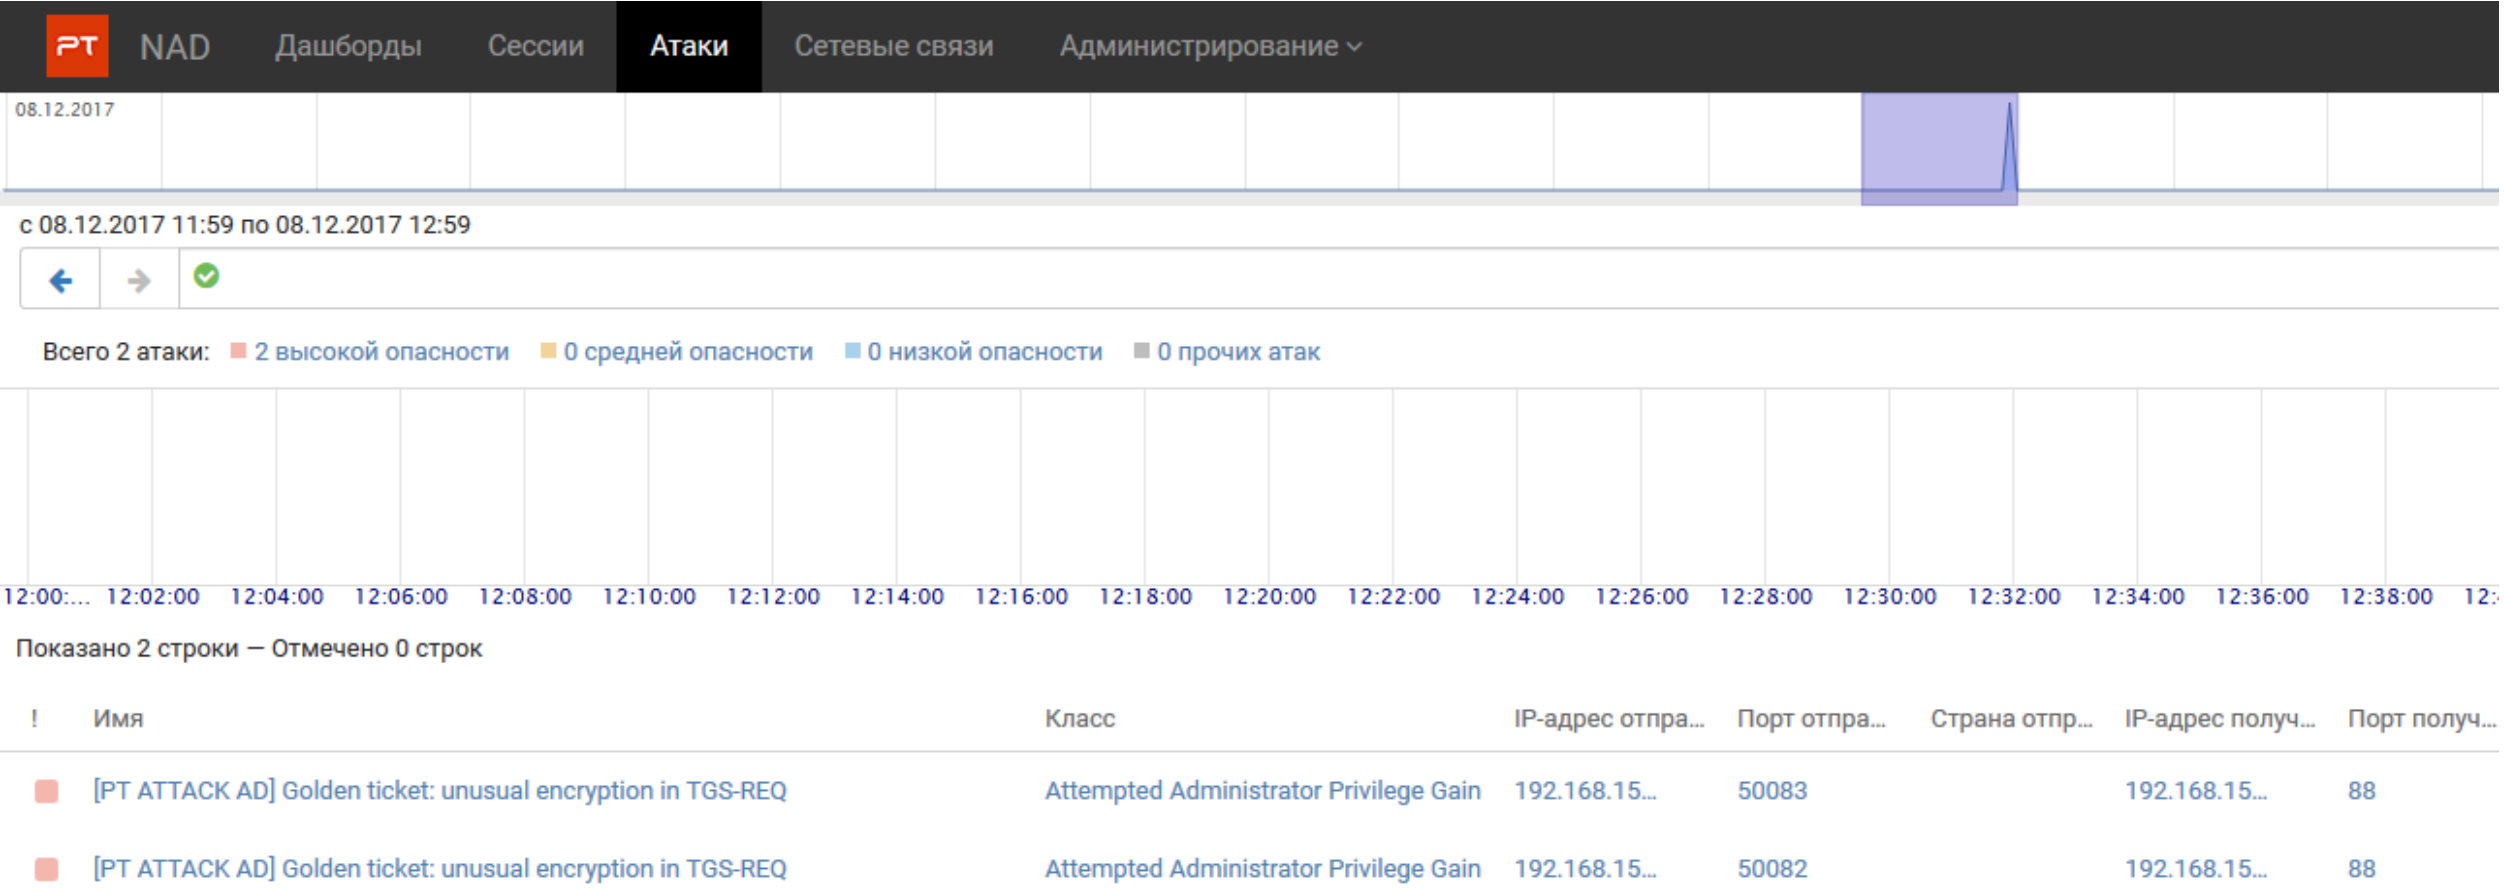 PT NAD Дашборды Сессии Атаки Сетевые связи Администрирование
08.12.2017
с 08.12.2017 11:59 по 08.12.2017 12:59
Всего 2 атаки: 2 высокой опасности 0 средней опасности 0 низкой опасности 0 прочих атак
12:00:... 12:02:00 12:04:00 12:06:00 12:08:00 12:10:00 12:12:00 12:14:00 12:16:00 12:18:00 12:20:00 12:22:00 12:24:00 12:26:00 12:28:00 12:30:00 12:32:00 12:34:00 12:36:00 12:38:00 12:
Показано 2 строки — Отмечено 0 строк
! Имя Класс IP-адрес отпра... Порт отпра... Страна отпр... IP-адрес получ... Порт получ...
[PT ATTACK AD] Golden ticket: unusual encryption in TGS-REQ Attempted Administrator Privilege Gain 192.168.15... 50083 192.168.15... 88
[PT ATTACK AD] Golden ticket: unusual encryption in TGS-REQ Attempted Administrator Privilege Gain 192.168.15... 50082 192.168.15... 88